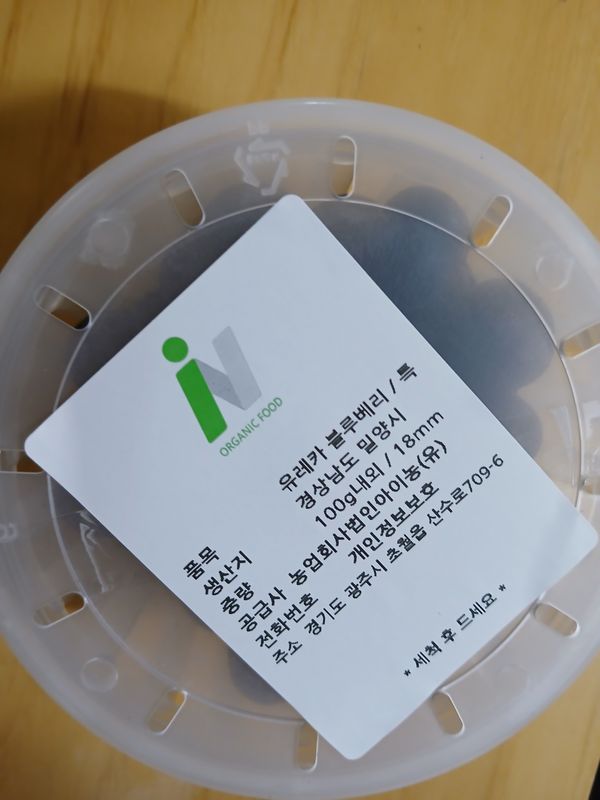 iN
ORGANIC FOOD
품목 유레카 블루베리 / 특
생산지 경상남도 밀양시
중량 100g내외 / 18mm
공급사 농업회사법인아이농(유)
전화번호 개인정보보호
주소 경기도 광주시 초월읍 산수로709-6
* 세척 후 드세요 *